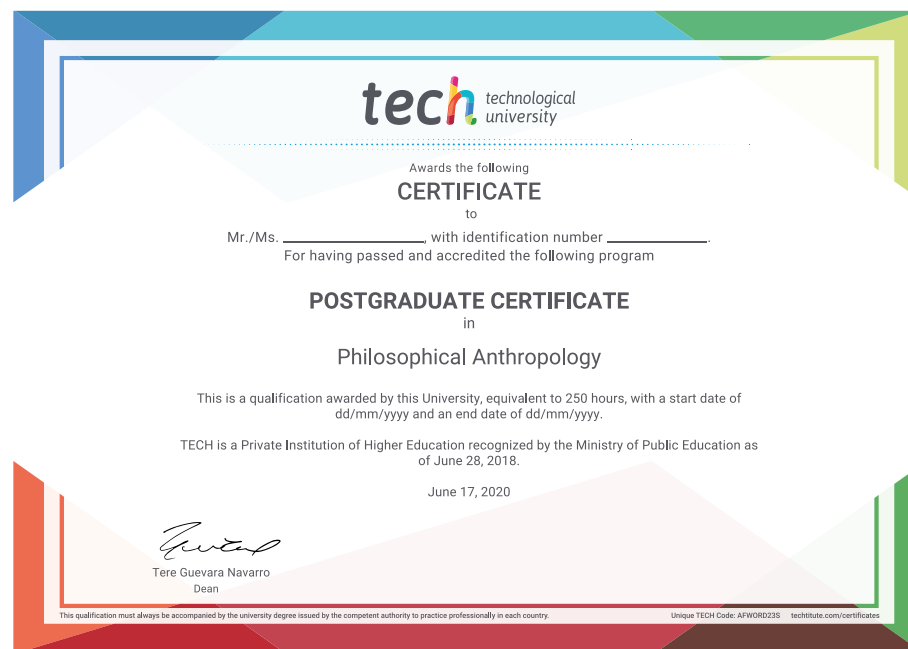 tech technological
university
Awards the following
CERTIFICATE
to
Mr./Ms. ____________________, with identification number ______________.
For having passed and accredited the following program
POSTGRADUATE CERTIFICATE
in
Philosophical Anthropology
This is a qualification awarded by this University, equivalent to 250 hours, with a start date of
dd/mm/yyyy and an end date of dd/mm/yyyy.
TECH is a Private Institution of Higher Education recognized by the Ministry of Public Education as
of June 28, 2018.
June 17, 2020
Tere Guevara Navarro
Dean
This qualification must always be accompanied by the university degree issued by the competent authority to practice professionally in each country. Unique TECH Code: AFWORD23S techtitute.com/certificates